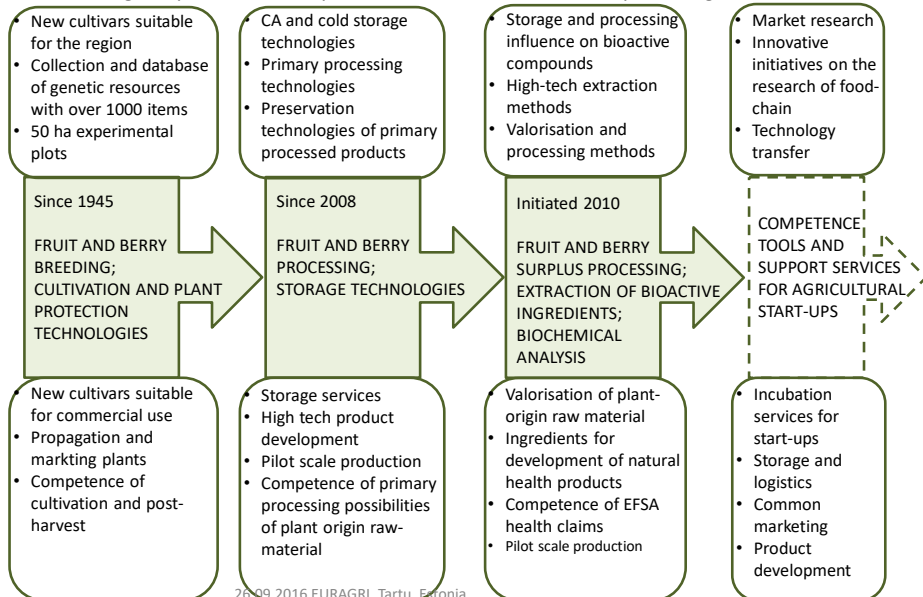 • New cultivars suitable
for the region
• Collection and database
of genetic resources
with over 1000 items
• 50 ha experimental
plots
• CA and cold storage
technologies
• Primary processing
technologies
• Preservation
technologies of primary
processed products
• Storage and processing
influence on bioactive
compounds
• High-tech extraction
methods
• Valorisation and
processing methods
• Market research
• Innovative
initiatives on the
research of food-
chain
• Technology
transfer
Since 1945
FRUIT AND BERRY
BREEDING;
CULTIVATION AND PLANT
PROTECTION
TECHNOLOGIES
Since 2008
FRUIT AND BERRY
PROCESSING;
STORAGE TECHNOLOGIES
Initiated 2010
FRUIT AND BERRY
SURPLUS PROCESSING;
EXTRACTION OF BIOACTIVE
INGREDIENTS;
BIOCHEMICAL
ANALYSIS
COMPETENCE
TOOLS AND
SUPPORT SERVICES
FOR AGRICULTURAL
START-UPS
• New cultivars suitable
for commercial use
• Propagation and
markting plants
• Competence of
cultivation and post-
harvest
• Storage services
• High tech product
development
• Pilot scale production
• Competence of primary
processing possibilities
of plant origin raw-
material
• Valorisation of plant-
origin raw material
• Ingredients for
development of natural
health products
• Competence of EFSA
health claims
• Pilot scale production
• Incubation
services for
start-ups
• Storage and
logistics
• Common
marketing
• Product
development
26.09.2016 EURAGRI, Tartu, Estonia